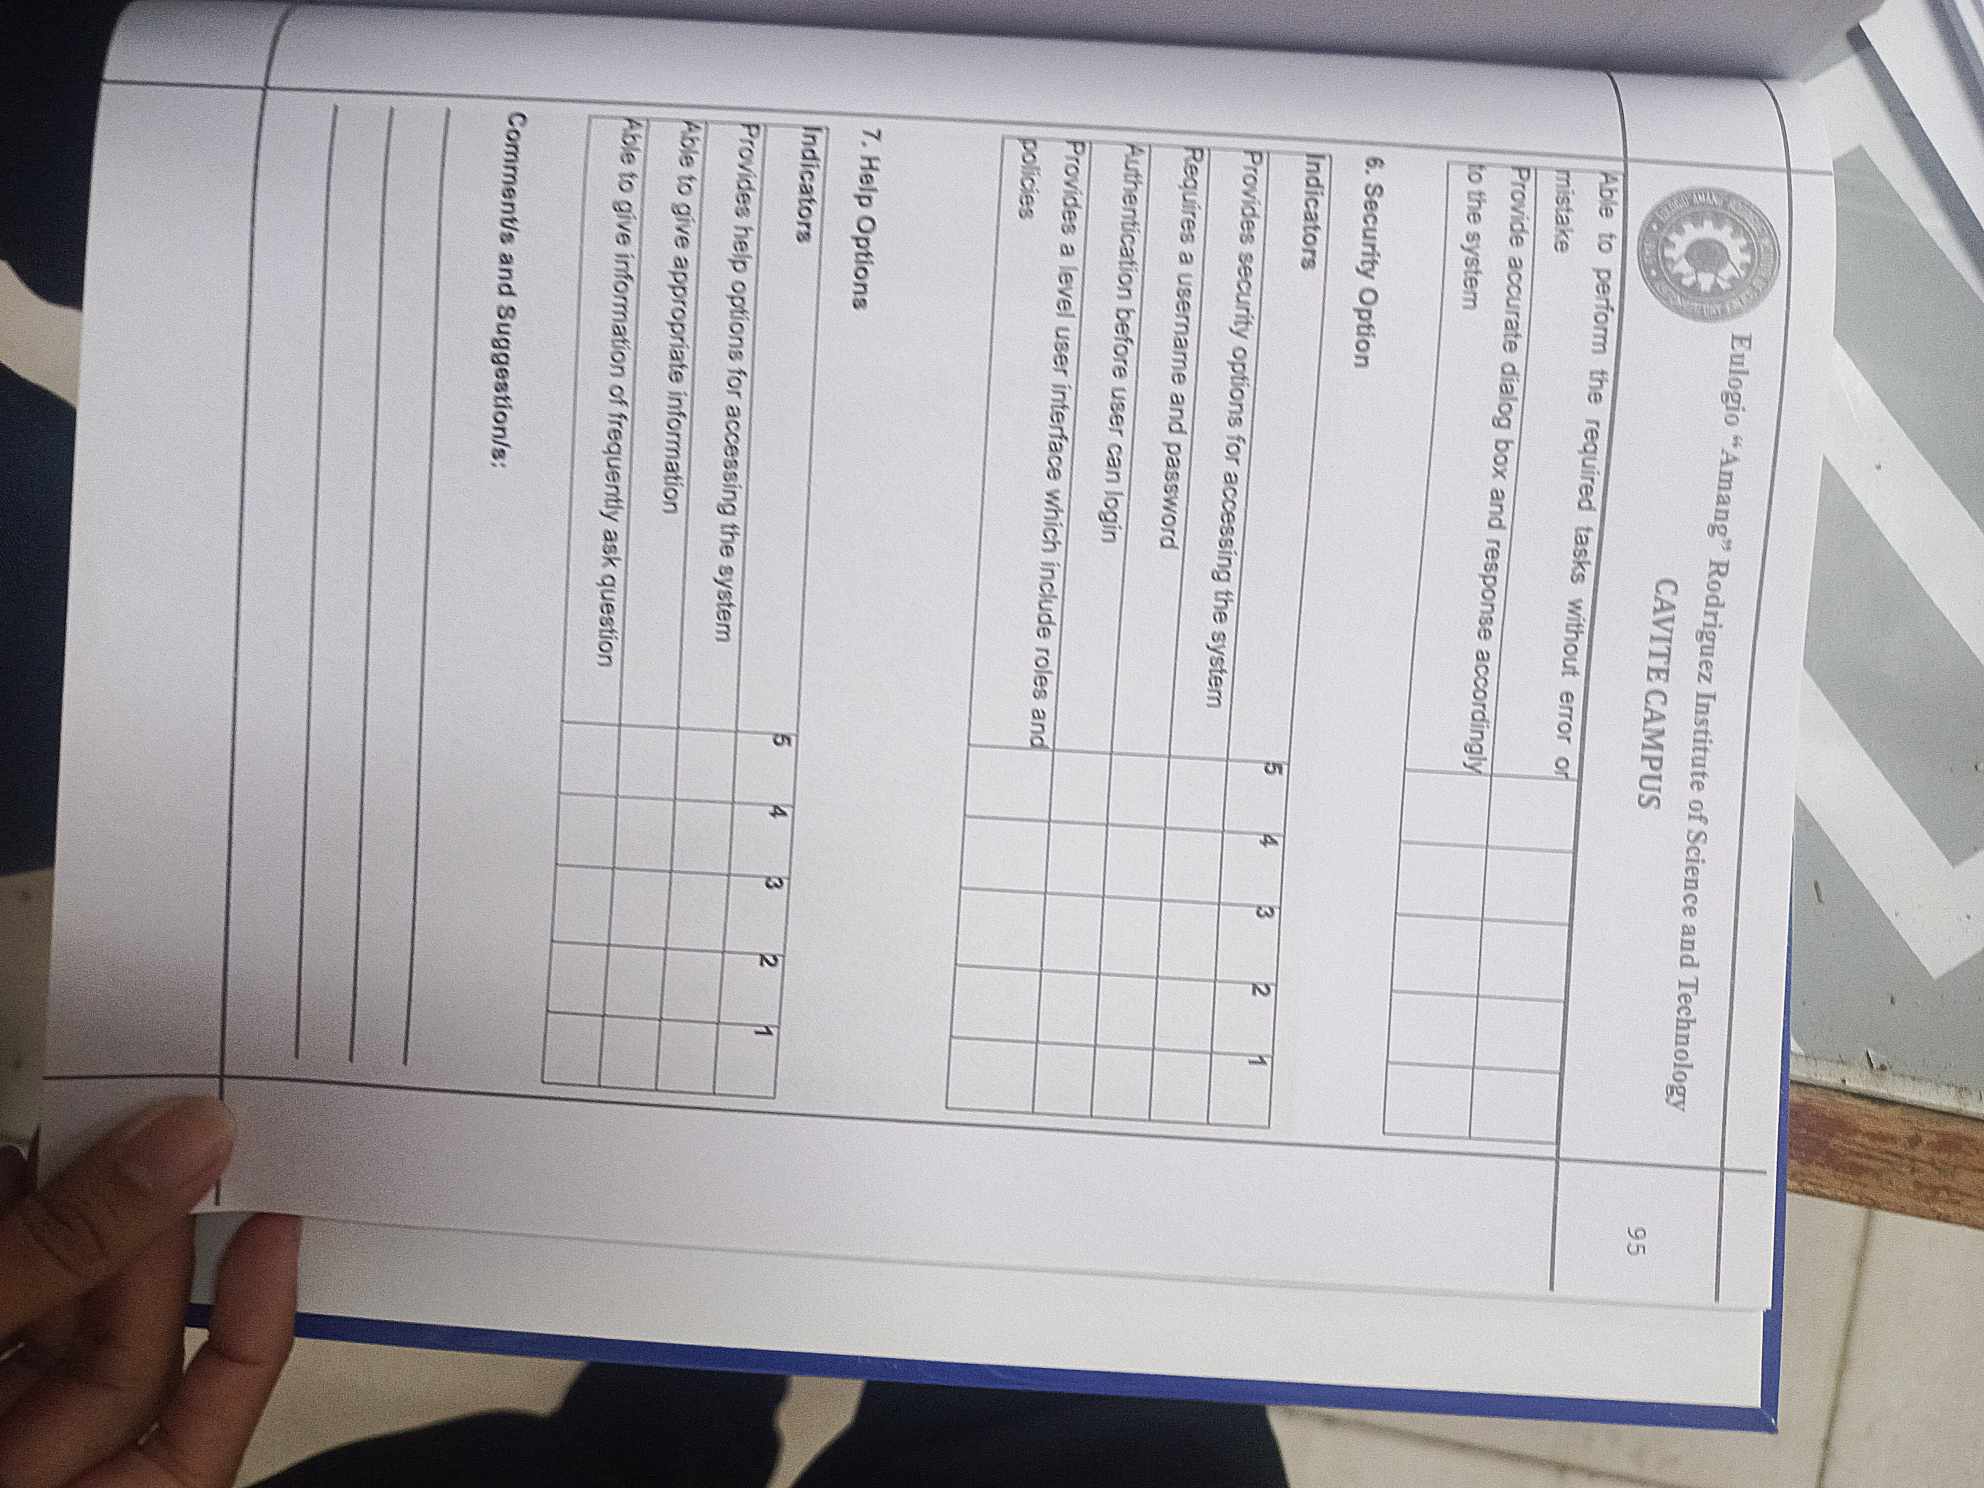 Eulogio “Amang” Rodriguez Institute of Science and Technology
CAVITE CAMPUS
95
Able to perform the required tasks without error or
mistake
Provide accurate dialog box and response accordingly
to the system
6. Security Option
Indicators 5 4 3 2 1
Provides security options for accessing the system
Requires a username and password
Authentication before user can login
Provides a level user interface which include roles and
policies
7. Help Options
Indicators 5 4 3 2 1
Provides help options for accessing the system
Able to give appropriate information
Able to give information of frequently ask question
Comment/s and Suggestion/s: